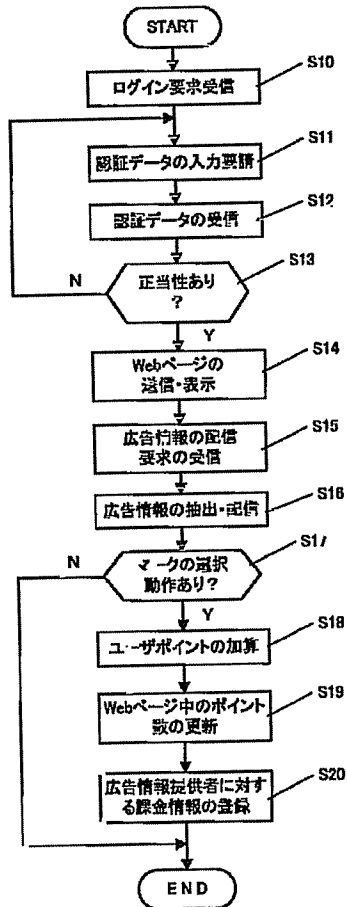 START
ログイン要求受信
S10
認証データの入力要請
S11
認証データの受信
S12
正当性あり
?
S13
N
Y
Webページの
送信・表示
S14
広告情報の配信
要求の受信
S15
広告情報の抽出・配信
S16
マークの選択
動作あり?
S17
N
Y
ユーザポイントの加算
S18
Webページ中のポイント
数の更新
S19
広告情報提供者に対す
る課金情報の登録
S20
END